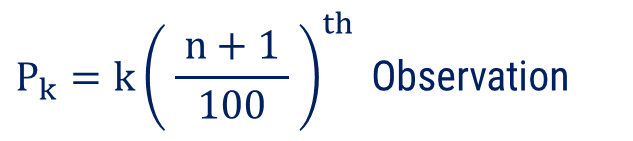 P_k = k((n + 1)/100)^th Observation